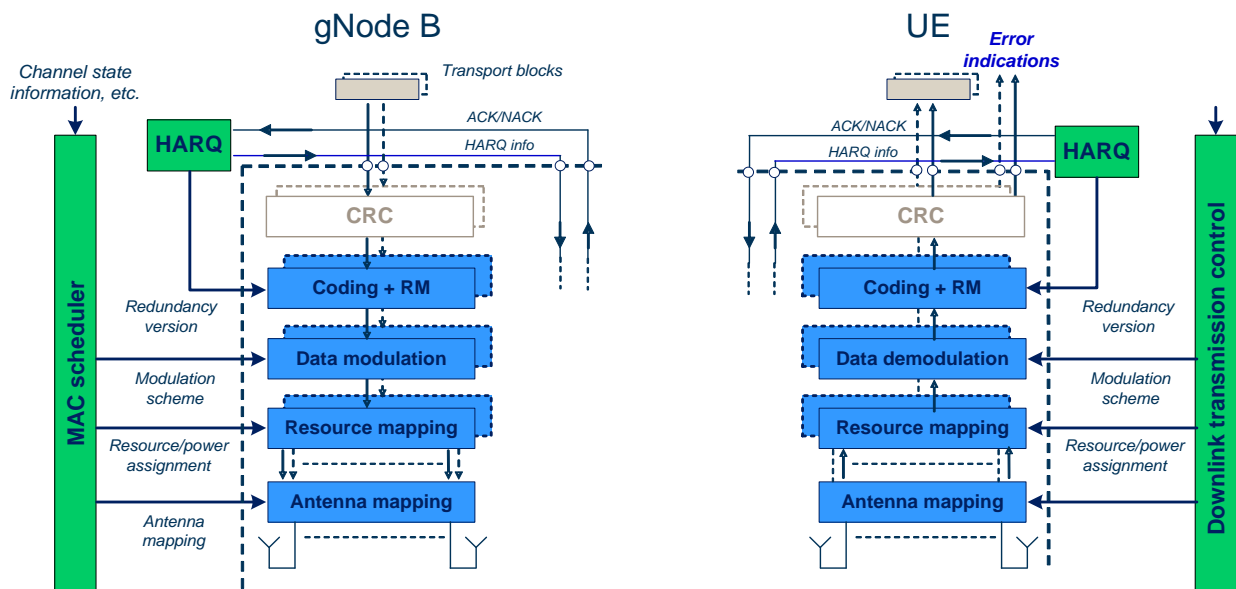 gNode B
UE
Channel state
information, etc.
Transport blocks
Error
indications
ACK/NACK
HARQ
HARQ info
ACK/NACK
HARQ info
HARQ
MAC scheduler
CRC
Coding + RM
Redundancy
version
Data modulation
Modulation
scheme
Resource mapping
Resource/power
assignment
Antenna mapping
Antenna
mapping
CRC
Coding + RM
Redundancy
version
Data demodulation
Modulation
scheme
Resource mapping
Resource/power
assignment
Antenna mapping
Downlink transmission control